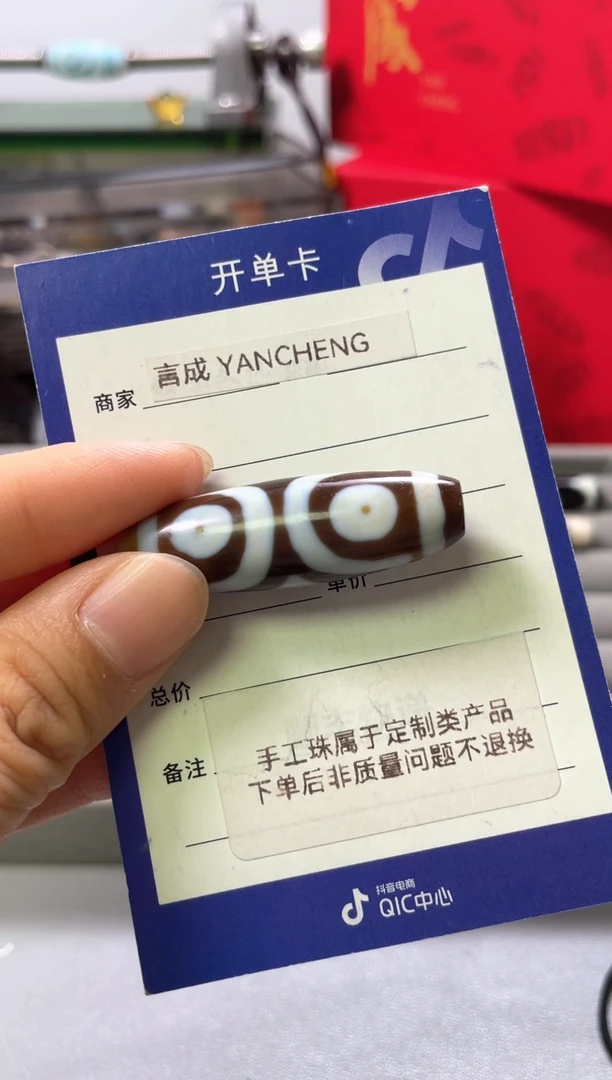 开单卡
商家
言成 YANCHENG
单价
总价
备注
手工珠属于定制类产品
下单后非质量问题不退换
抖音电商
QIC中心